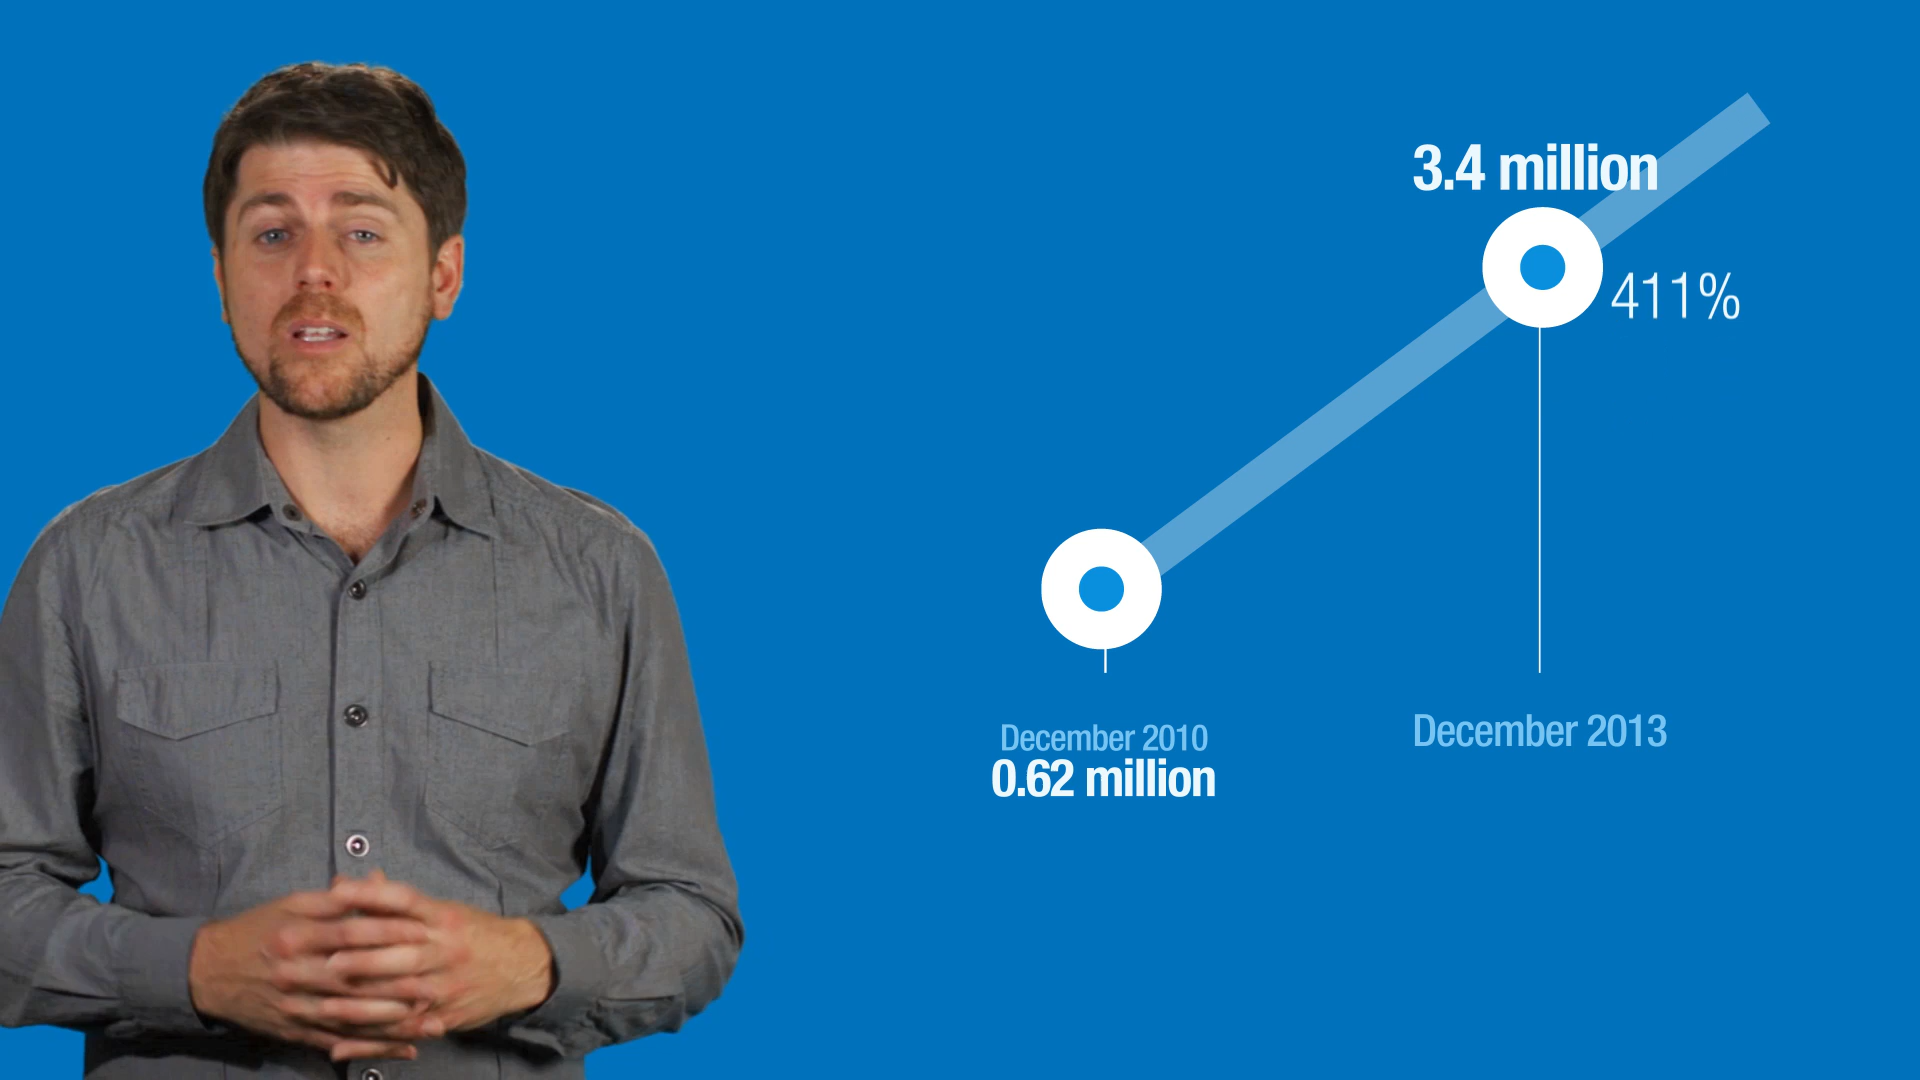 3.4 million
411%
December 2010
0.62 million
December 2013